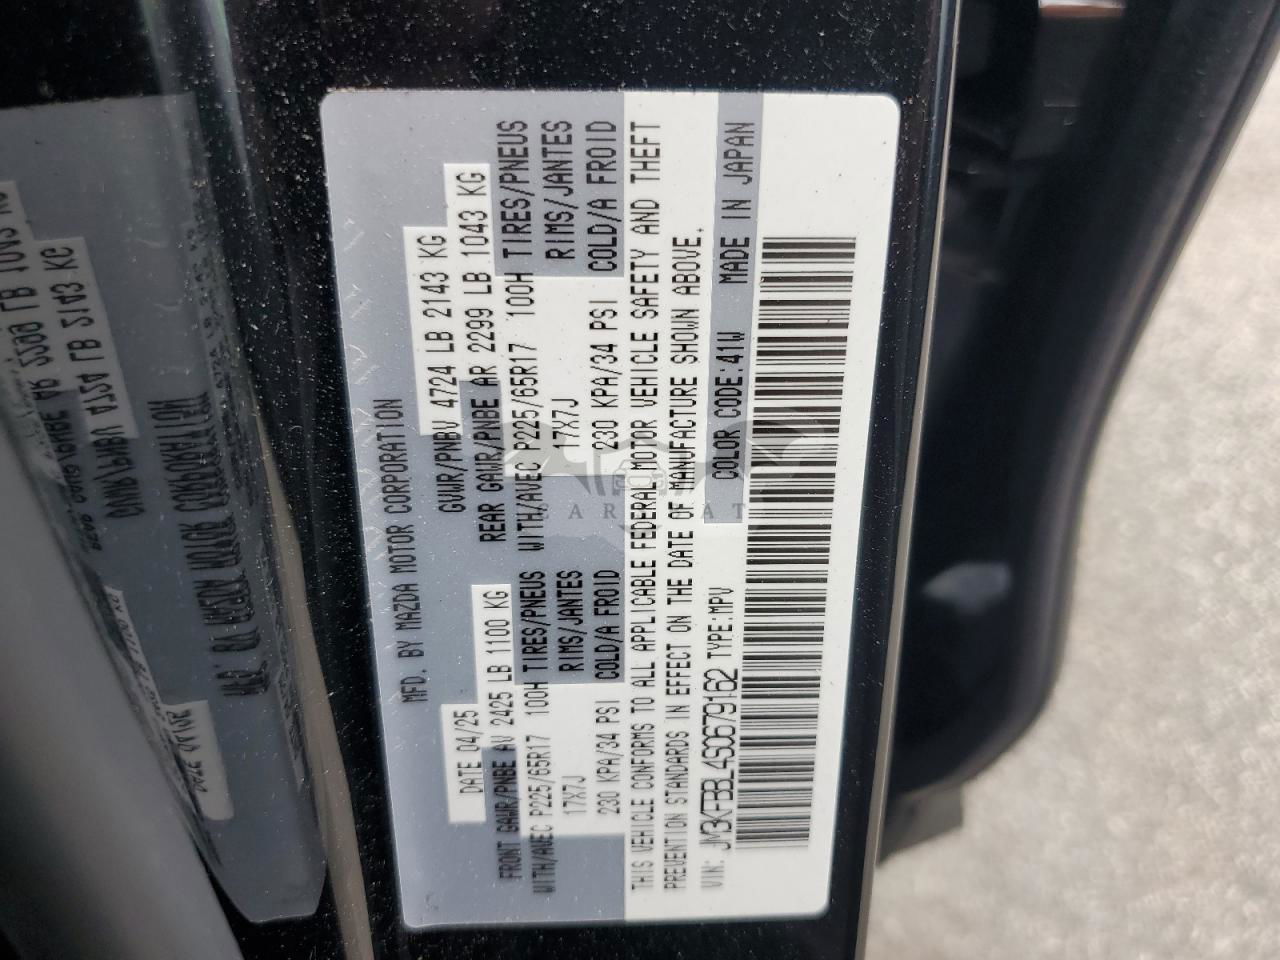 MFD. BY MAZDA MOTOR CORPORATION
DATE 04/25 GVWR/PNBV 4724 LB 2143 KG
FRONT GAWR/PNBE AV 2425 LB 1100 KG REAR GAWR/PNBE AR 2299 LB 1043 KG
WITH/AVEC P225/65R17 100H TIRES/PNEUS WITH/AVEC P225/65R17 100H TIRES/PNEUS
17X7J RIMS/JANTES 17X7J RIMS/JANTES
230 KPA/34 PSI COLD/A FROID 230 KPA/34 PSI COLD/A FROID
THIS VEHICLE CONFORMS TO ALL APPLICABLE FEDERAL MOTOR VEHICLE SAFETY AND THEFT
PREVENTION STANDARDS IN EFFECT ON THE DATE OF MANUFACTURE SHOWN ABOVE.
VIN: JM3KFBBL4S0679162 TYPE:MPV COLOR CODE:41W MADE IN JAPAN